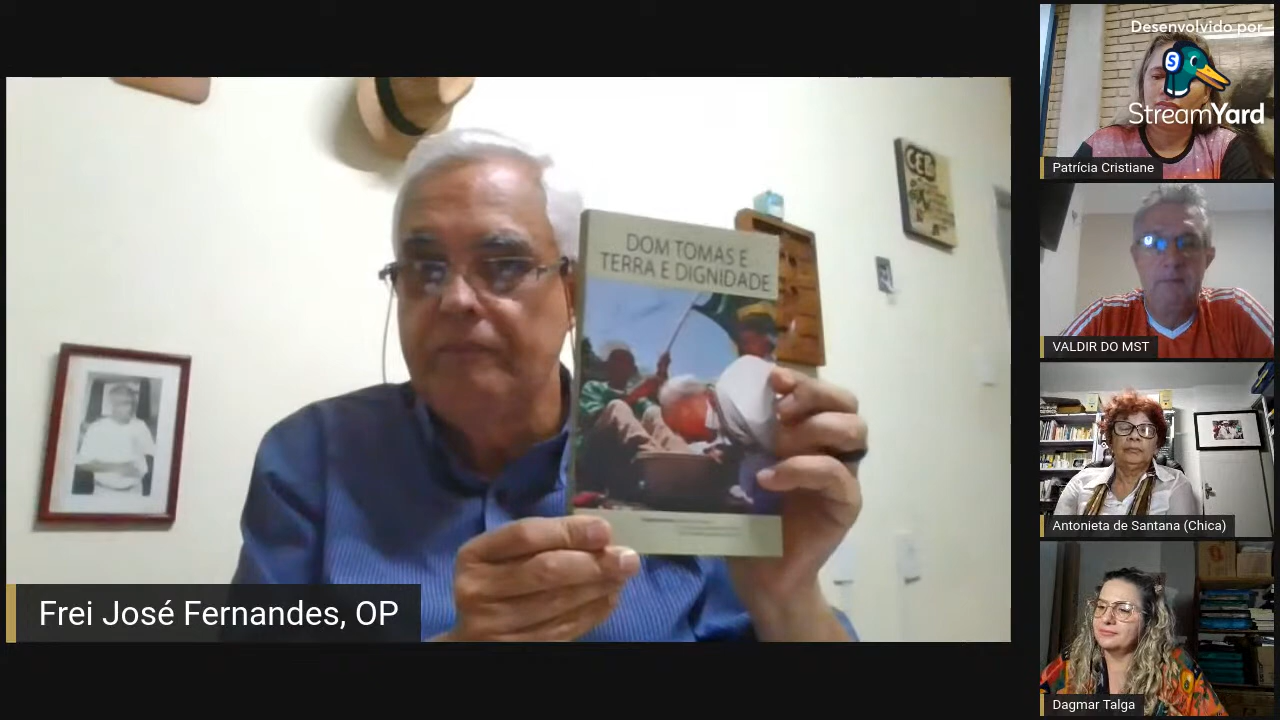 DOM TOMAS E
TERRA E DIGNIDADE
CEBs
Frei José Fernandes, OP
Desenvolvido por
StreamYard
Patrícia Cristiane
VALDIR DO MST
Antonieta de Santana (Chica)
Dagmar Talga